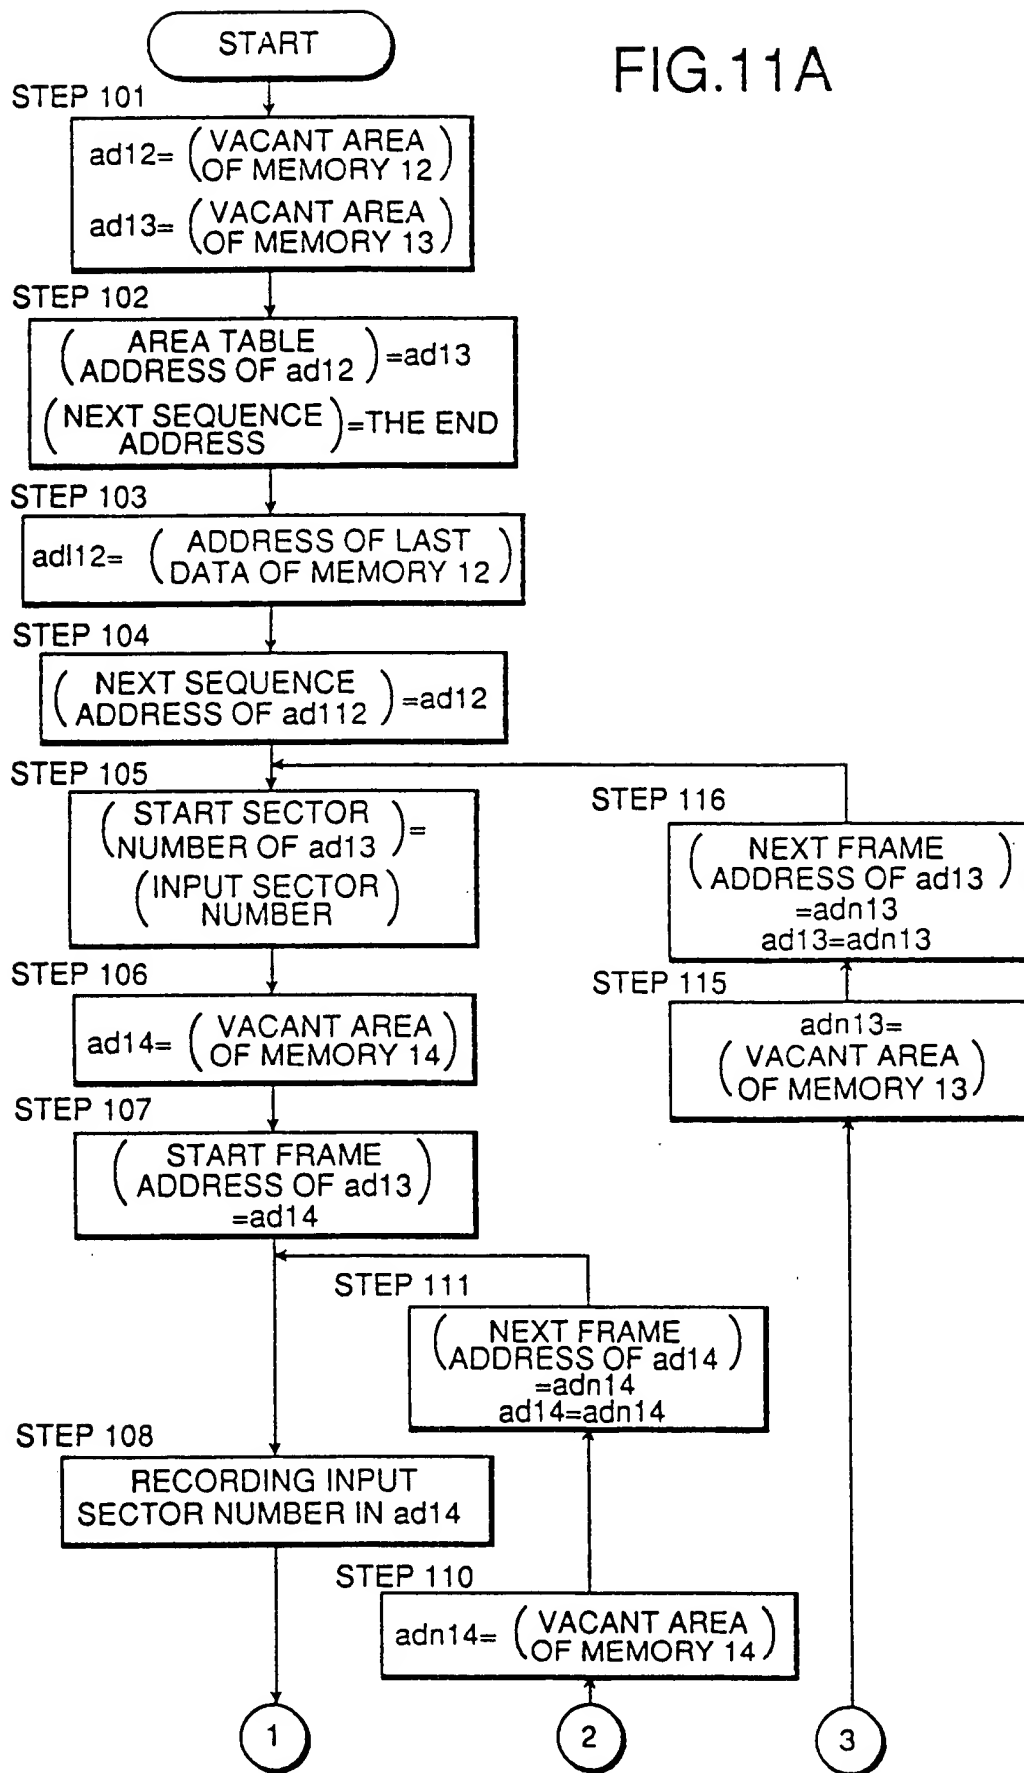 START
FIG.11A
STEP 101
ad12= (VACANT AREA
OF MEMORY 12)
ad13= (VACANT AREA
OF MEMORY 13)
STEP 102
(AREA TABLE
ADDRESS OF ad12)=ad13
(NEXT SEQUENCE
ADDRESS)=THE END
STEP 103
adl12= (ADDRESS OF LAST
DATA OF MEMORY 12)
STEP 104
(NEXT SEQUENCE
ADDRESS OF ad112)=ad12
STEP 105
(START SECTOR
NUMBER OF ad13)=
(INPUT SECTOR
NUMBER)
STEP 106
ad14= (VACANT AREA
OF MEMORY 14)
STEP 107
(START FRAME
ADDRESS OF ad13)
=ad14
STEP 116
(NEXT FRAME
ADDRESS OF ad13)
=adn13
ad13=adn13
STEP 115
adn13=
(VACANT AREA
OF MEMORY 13)
STEP 111
(NEXT FRAME
ADDRESS OF ad14)
=adn14
ad14=adn14
STEP 108
RECORDING INPUT
SECTOR NUMBER IN ad14
STEP 110
adn14= (VACANT AREA
OF MEMORY 14)
1
2
3